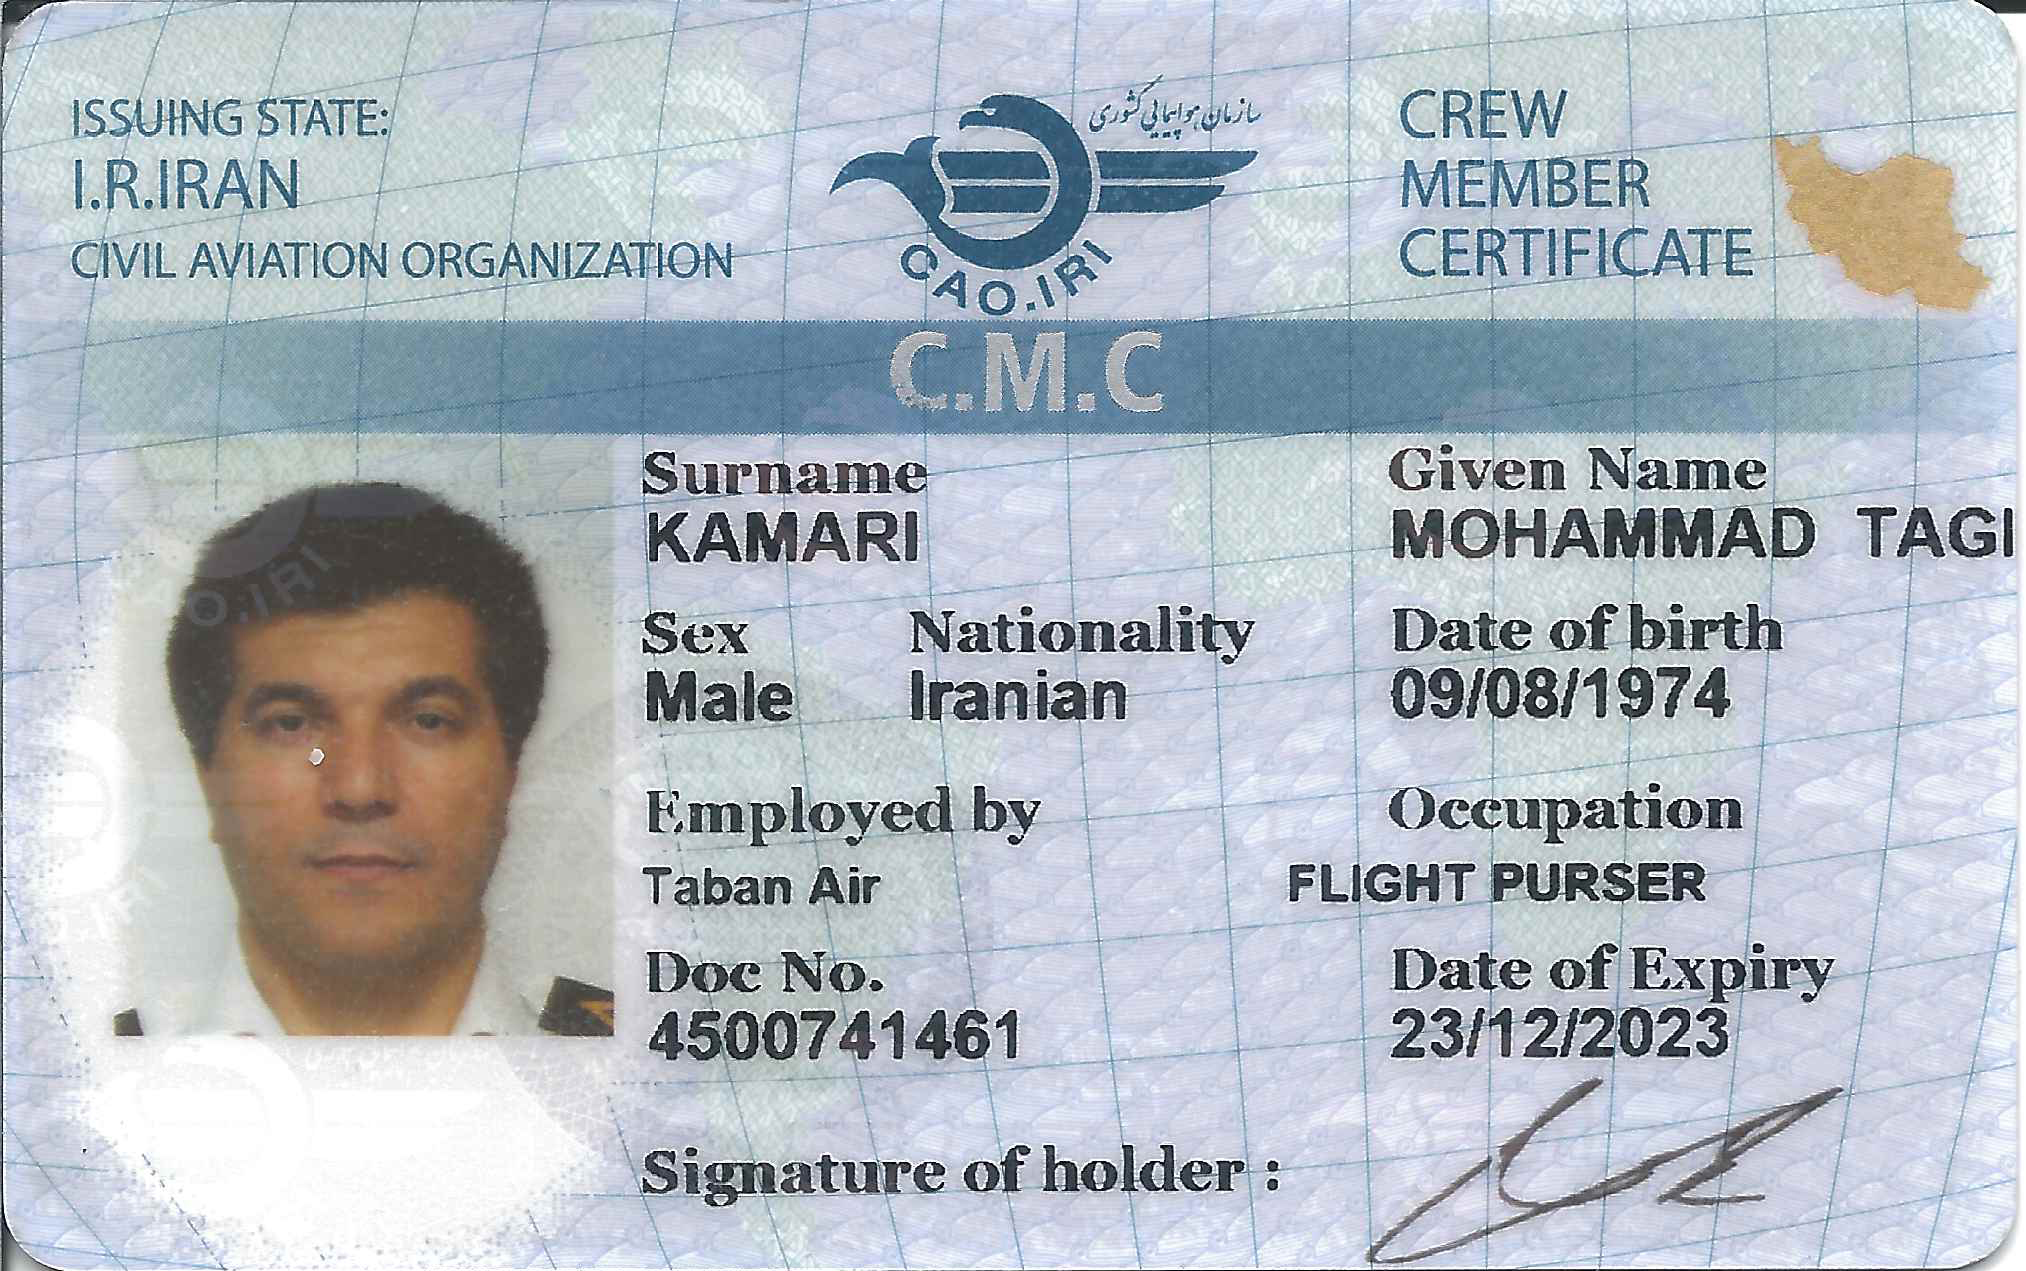 ISSUING STATE:
I.R.IRAN
CIVIL AVIATION ORGANIZATION
سازمان هواپیمایی کشوری
CAO.IRI
CREW
MEMBER
CERTIFICATE
C.M.C
Surname
KAMARI
Given Name
MOHAMMAD TAGI
Sex Nationality Date of birth
Male Iranian 09/08/1974
Employed by Occupation
Taban Air FLIGHT PURSER
Doc No. Date of Expiry
4500741461 23/12/2023
Signature of holder :
O.IRI